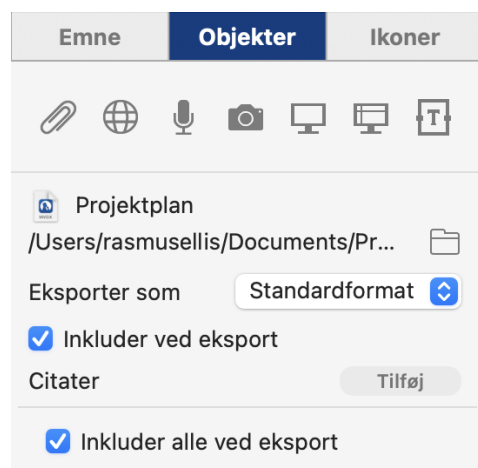 Emne Objekter Ikoner
T
Projektplan
/Users/rasmusellis/Documents/Pr...
Eksporter som Standardformat
Inkluder ved eksport
Citater Tilføj
Inkluder alle ved eksport